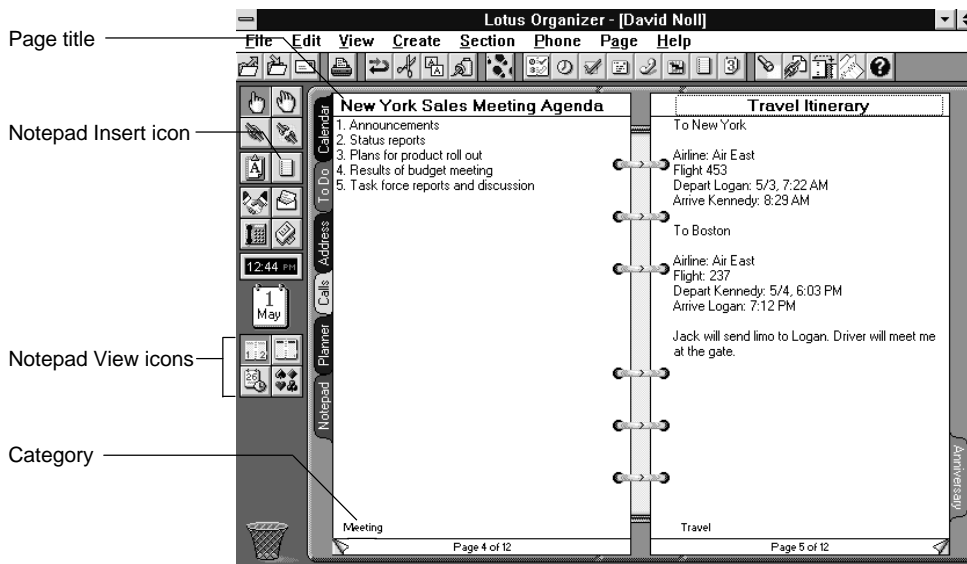 Lotus Organizer - [David Noll]
File Edit View Create Section Phone Page Help
Page title
Notepad Insert icon
Notepad View icons
Category
12:44 PM
1
May
1 2
26
3
Calendar
To Do
Address
Calls
Planner
Notepad
New York Sales Meeting Agenda
1. Announcements
2. Status reports
3. Plans for product roll out
4. Results of budget meeting
5. Task force reports and discussion
Meeting
Page 4 of 12
Travel Itinerary
To New York
Airline: Air East
Flight 453
Depart Logan: 5/3, 7:22 AM
Arrive Kennedy: 8:29 AM
To Boston
Airline: Air East
Flight: 237
Depart Kennedy: 5/4, 6:03 PM
Arrive Logan: 7:12 PM
Jack will send limo to Logan. Driver will meet me
at the gate.
Travel
Page 5 of 12
Anniversary